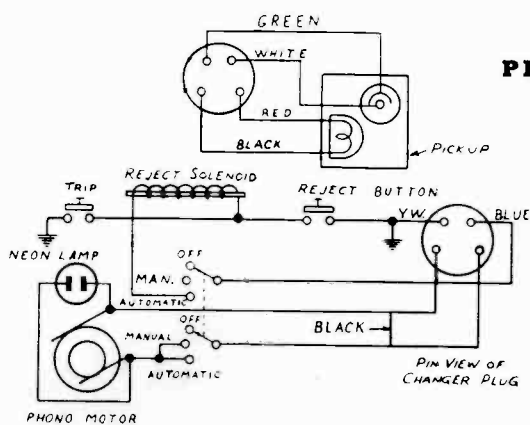 GREEN
WHITE
PI
RED
BLACK
PICKUP
REJECT SOLENOID
TRIP
REJECT BUTTON
YW.
BLUE
NEON LAMP
OFF
MAN.
AUTOMATIC
OFF
BLACK
MANUAL
AUTOMATIC
PIN VIEW OF
CHANGER PLUG
PHONO MOTOR